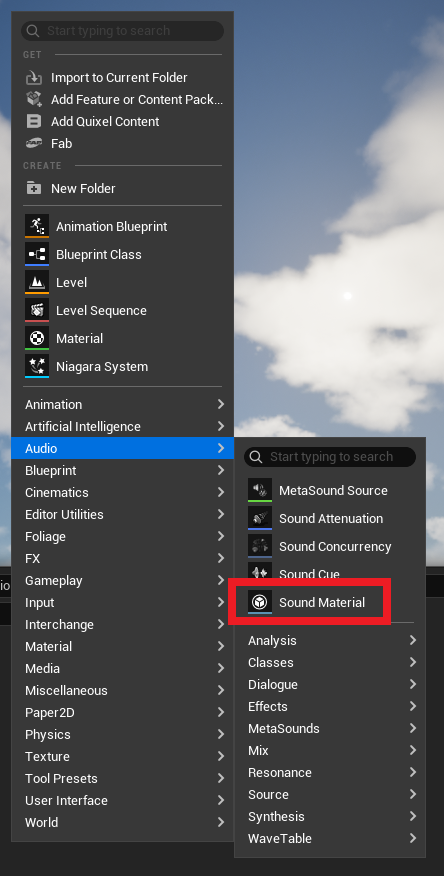 Start typing to search
GET
Import to Current Folder
Add Feature or Content Pack...
Add Quixel Content
Fab
CREATE
New Folder
Animation Blueprint
Blueprint Class
Level
Level Sequence
Material
Niagara System
Animation
Artificial Intelligence
Audio
Blueprint
Cinematics
Editor Utilities
Foliage
FX
Gameplay
Input
Interchange
Material
Media
Miscellaneous
Paper2D
Physics
Texture
Tool Presets
User Interface
World
Start typing to search
MetaSound Source
Sound Attenuation
Sound Concurrency
Sound Cue
Sound Material
Analysis
Classes
Dialogue
Effects
MetaSounds
Mix
Resonance
Source
Synthesis
WaveTable